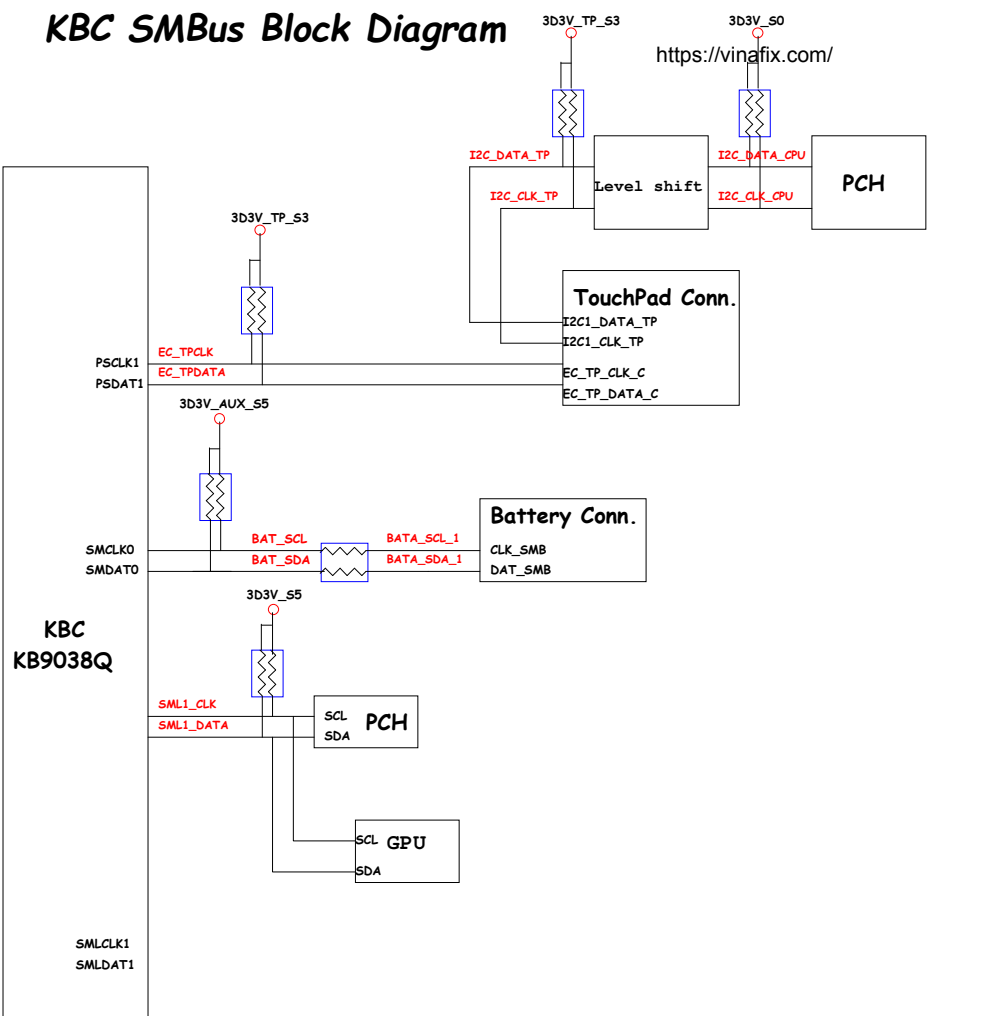 KBC SMBus Block Diagram
3D3V_TP_S3
3D3V_S0
https://vinafix.com/
I2C_DATA_TP
I2C_DATA_CPU
Level shift
PCH
I2C_CLK_TP
I2C_CLK_CPU
3D3V_TP_S3
TouchPad Conn.
I2C1_DATA_TP
I2C1_CLK_TP
PSCLK1
EC_TPCLK
EC_TP_CLK_C
PSDAT1
EC_TPDATA
EC_TP_DATA_C
3D3V_AUX_S5
Battery Conn.
SMCLK0
BAT_SCL
BATA_SCL_1
CLK_SMB
SMDAT0
BAT_SDA
BATA_SDA_1
DAT_SMB
3D3V_S5
KBC
KB9038Q
SML1_CLK
SCL
PCH
SML1_DATA
SDA
SCL
GPU
SDA
SMLCLK1
SMLDAT1